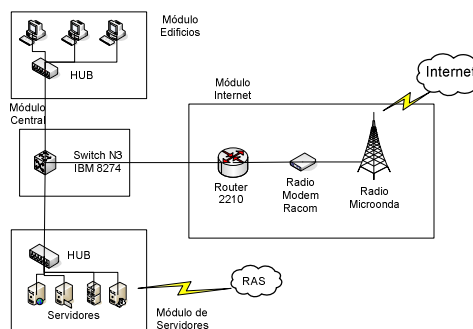 Módulo
Edificios
HUB
Módulo
Central
Switch N3
IBM 8274
Módulo
Internet
Internet
Router
2210
Radio
Modem
Racom
Radio
Microonda
HUB
Servidores
RAS
Módulo de
Servidores